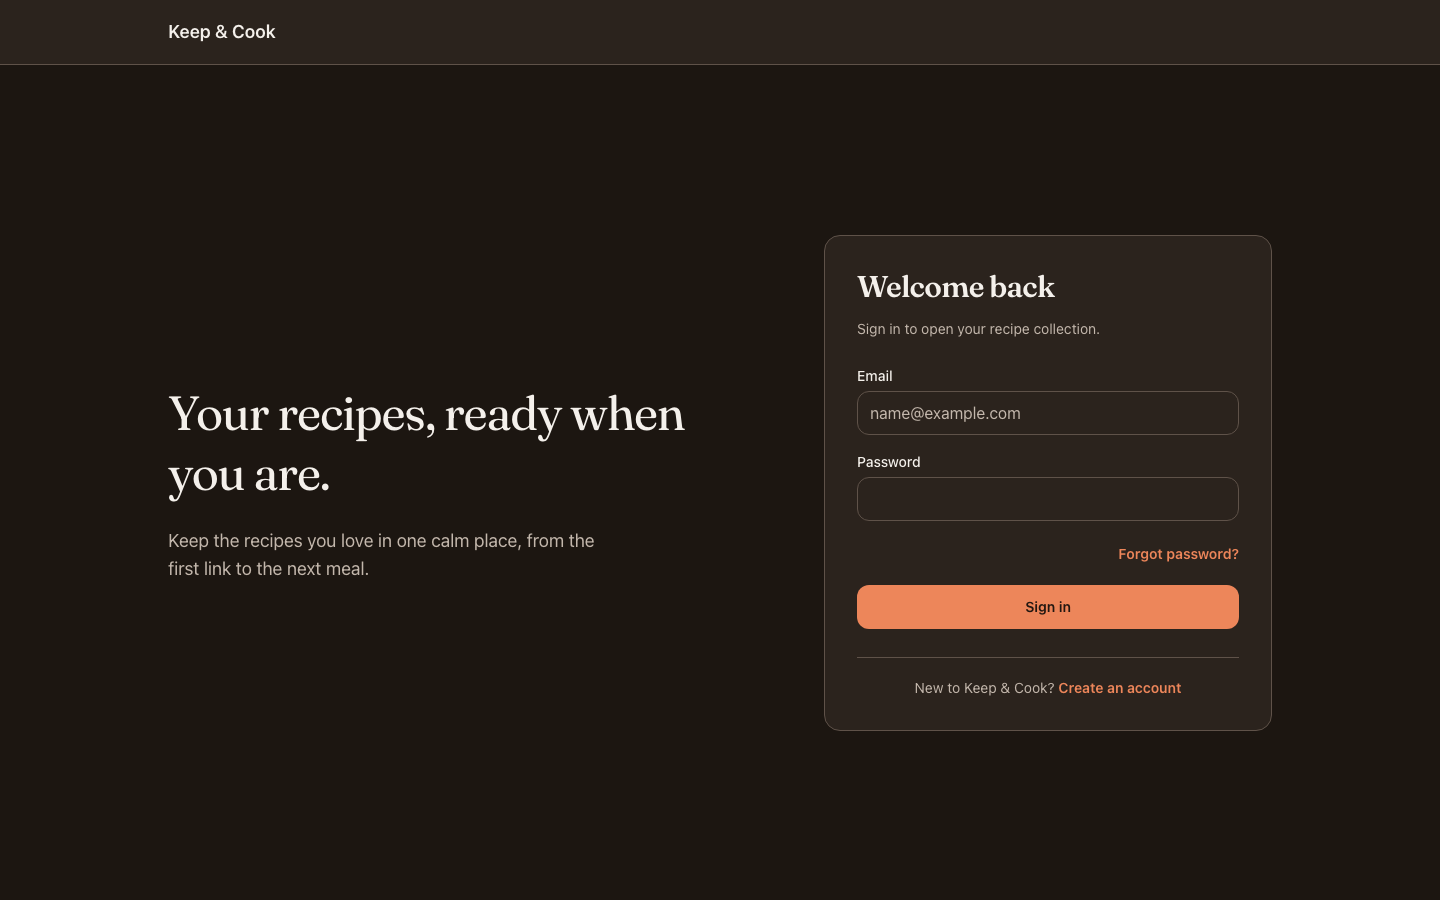 Keep & Cook
Your recipes, ready when
you are.
Keep the recipes you love in one calm place, from the
first link to the next meal.
Welcome back
Sign in to open your recipe collection.
Email
name@example.com
Password
Forgot password?
Sign in
New to Keep & Cook? Create an account